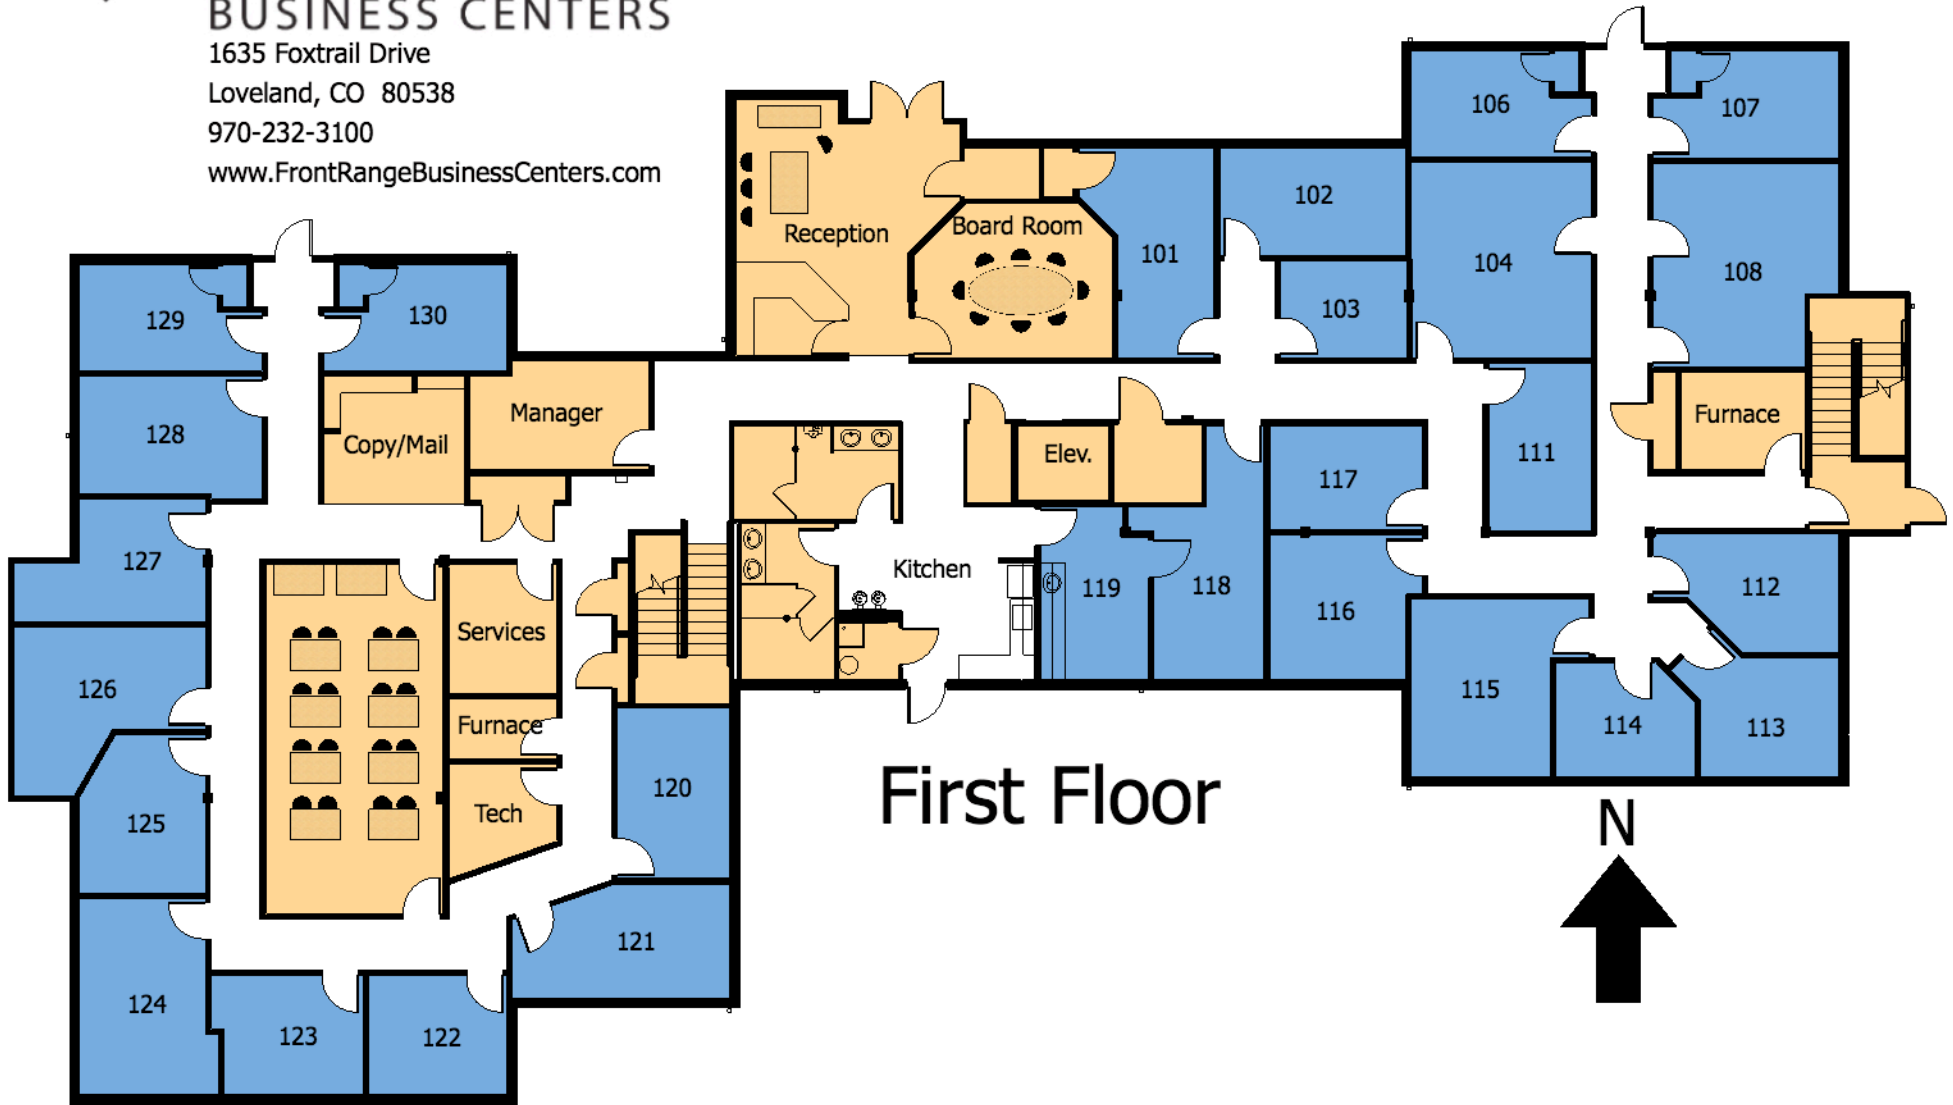 BUSINESS CENTERS
1635 Foxtrail Drive
Loveland, CO  80538
970-232-3100
www.FrontRangeBusinessCenters.com
106
107
102
Reception
Board Room
101
104
108
103
129
130
Manager
Furnace
128
Copy/Mail
Elev.
111
117
127
Kitchen
119
118
112
116
Services
126
115
Furnace
114
113
120
First Floor
125
Tech
N
121
124
123
122